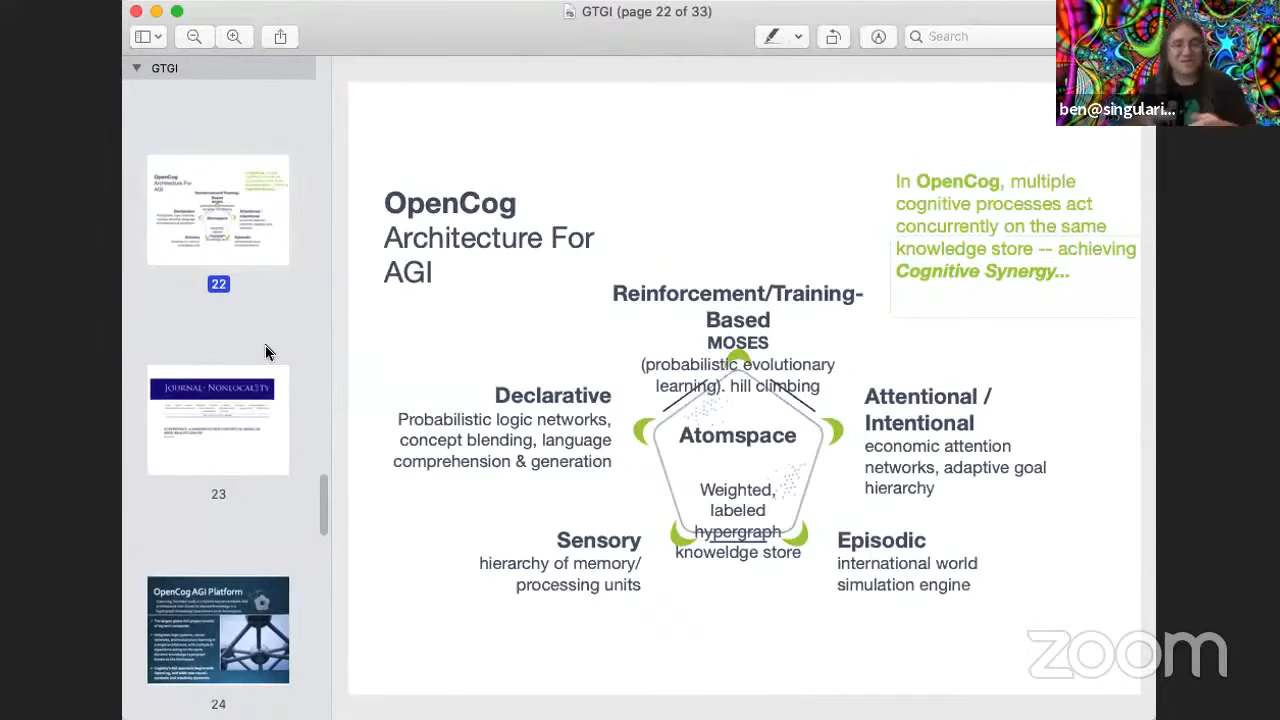 GTGI (page 22 of 33)
Search
ben@singulari...
GTGI
22
JOURNAL OF NONLOCALITY
23
OpenCog AGI Platform
24
OpenCog
Architecture For
AGI
In OpenCog, multiple
cognitive processes act
concurrently on the same
knowledge store -- achieving
Cognitive Synergy...
Reinforcement/Training-
Based
MOSES
(probabilistic evolutionary
learning). hill climbing
Declarative
Probabilistic logic networks,
concept blending, language
comprehension & generation
Atomspace
Weighted,
labeled
hypergraph
knoweldge store
Attentional /
Intentional
economic attention
networks, adaptive goal
hierarchy
Sensory
hierarchy of memory/
processing units
Episodic
international world
simulation engine
zoom